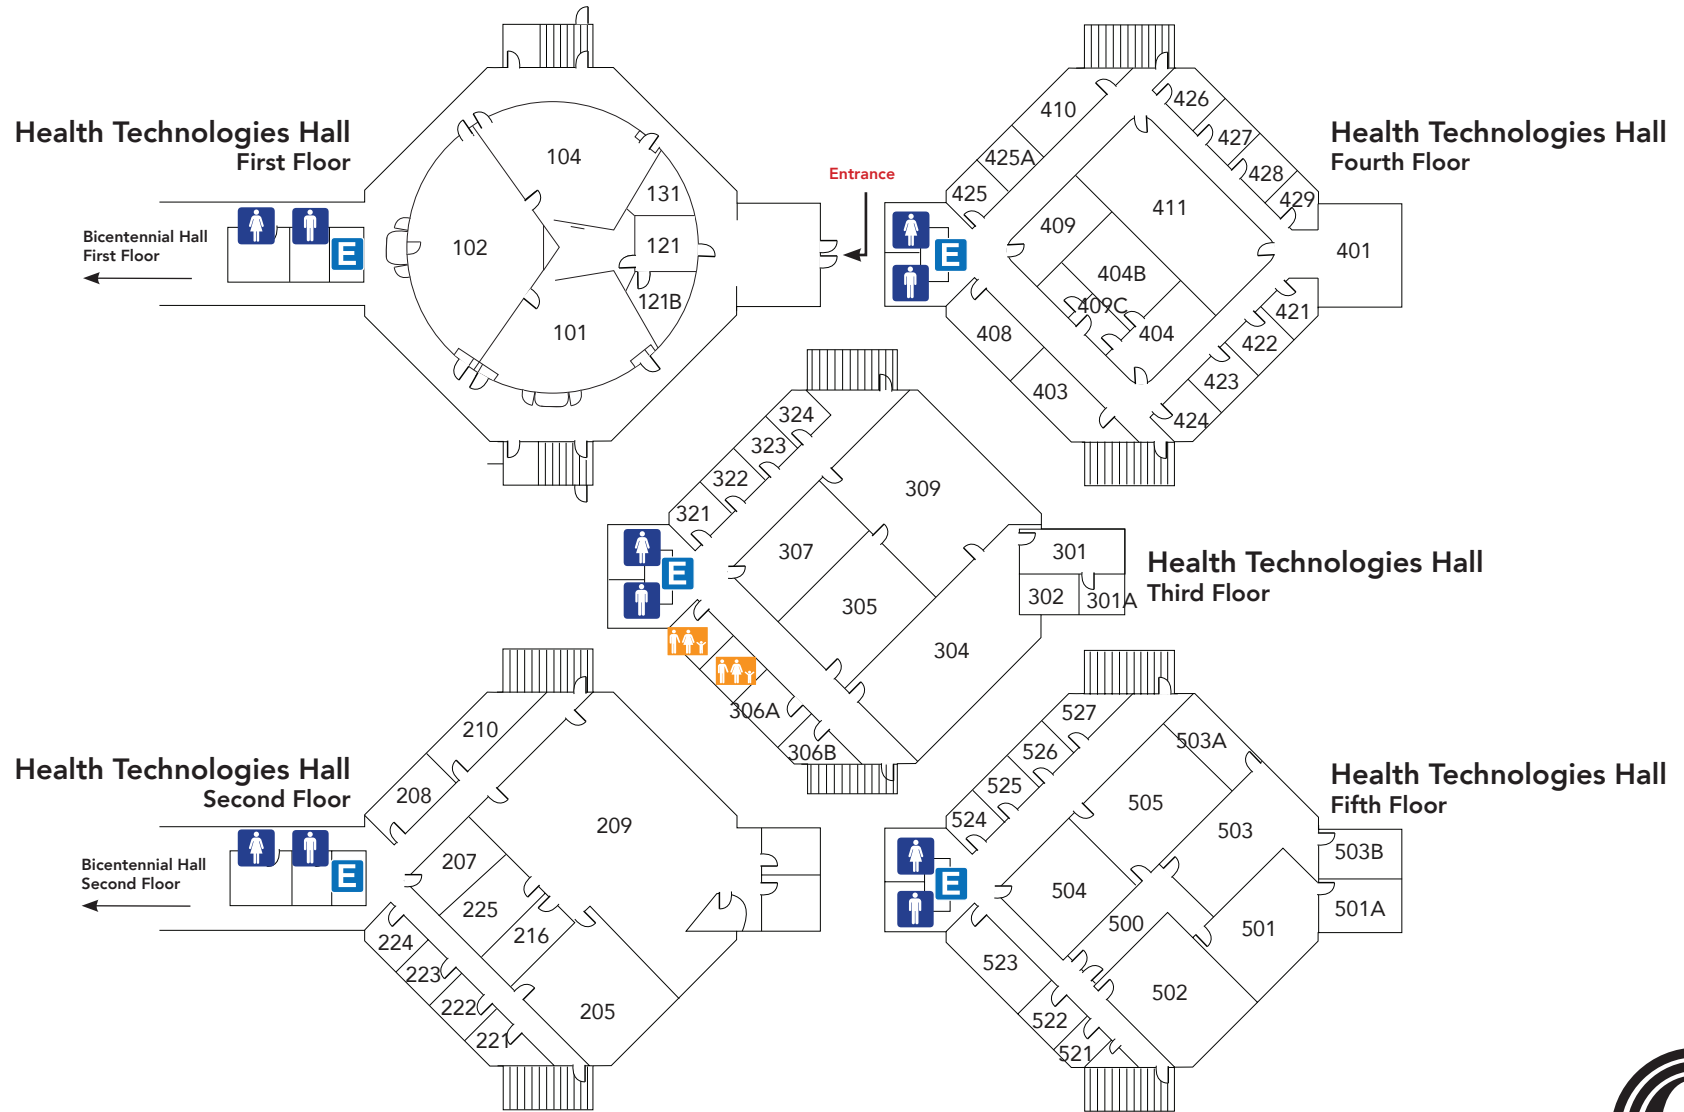 Health Technologies Hall
First Floor
Bicentennial Hall
First Floor
104
131
102
121
121B
101
E
Entrance
Health Technologies Hall
Fourth Floor
410
426
427
425A
428
425
429
409
411
401
E
404B
409C
408
404
421
422
403
423
424
Health Technologies Hall
Third Floor
324
323
322
321
309
307
301
E
302
301A
305
304
306A
306B
Health Technologies Hall
Second Floor
Bicentennial Hall
Second Floor
210
208
209
207
E
225
216
224
223
222
205
221
Health Technologies Hall
Fifth Floor
527
503A
526
525
505
524
503
503B
E
504
501A
500
501
523
502
522
521